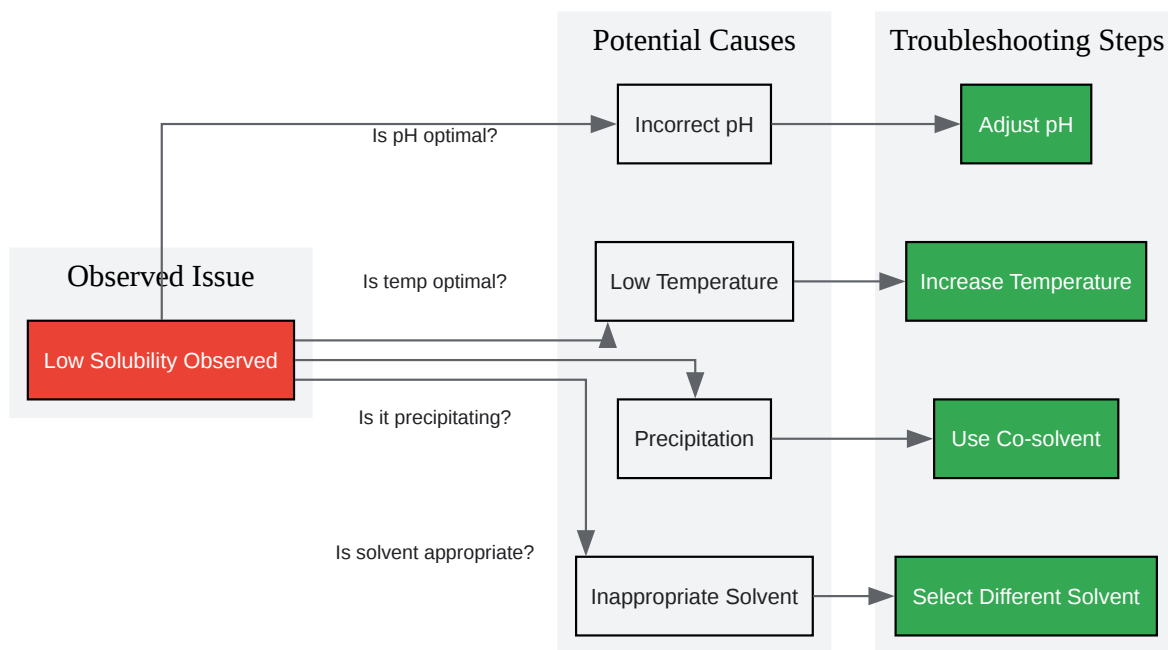 Potential Causes
Troubleshooting Steps
Incorrect pH
Adjust pH
Is pH optimal?
Observed Issue
Is temp optimal?
Low Temperature
Increase Temperature
Low Solubility Observed
Is it precipitating?
Precipitation
Use Co-solvent
Is solvent appropriate?
Inappropriate Solvent
Select Different Solvent